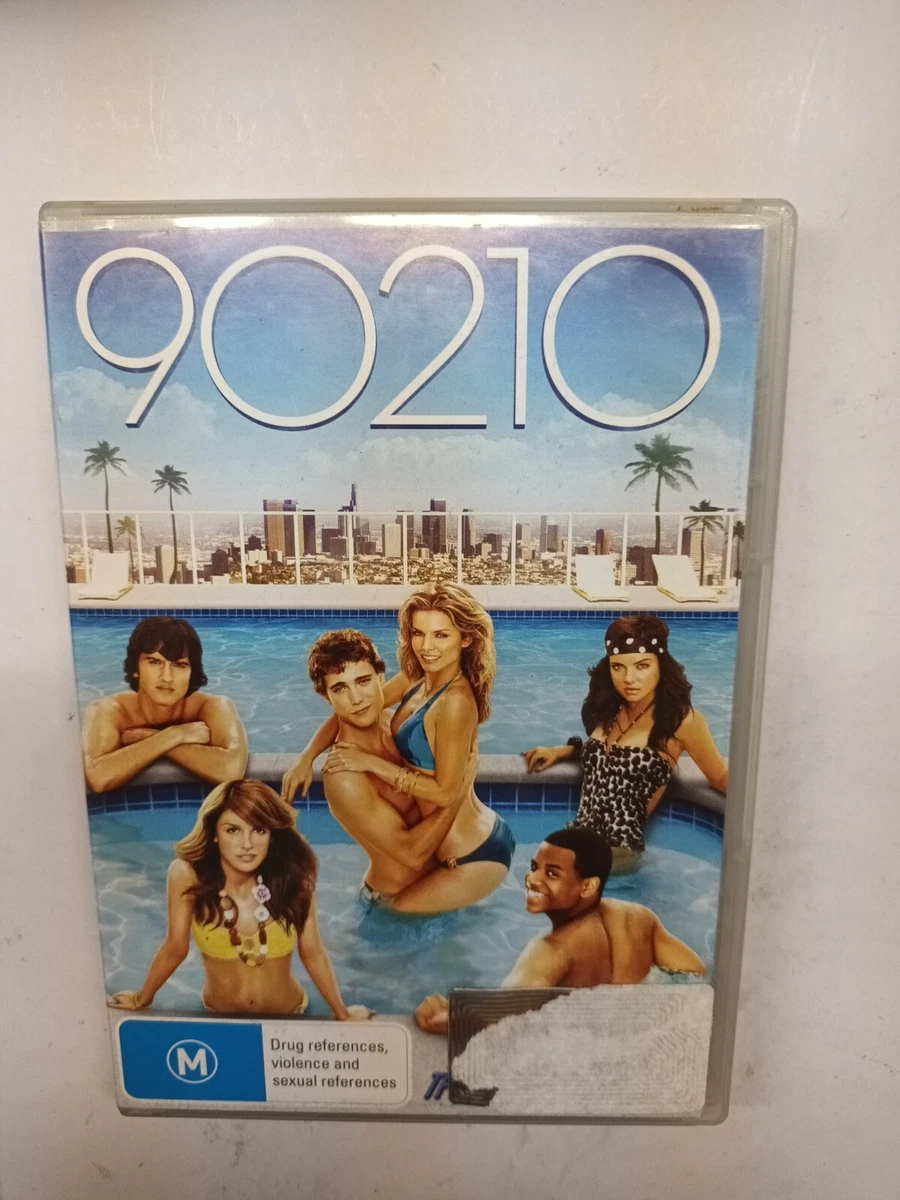 90210
M
Drug references,
violence and
sexual references